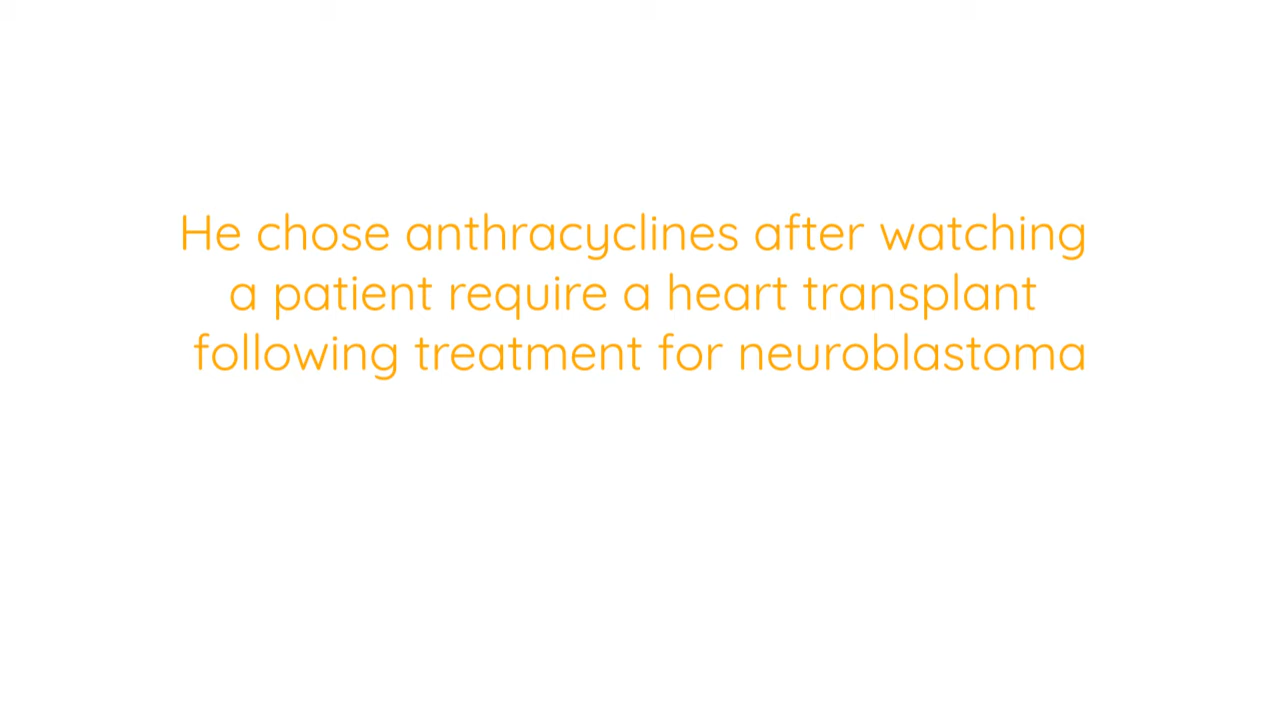 He chose anthracyclines after watching
a patient require a heart transplant
following treatment for neuroblastoma